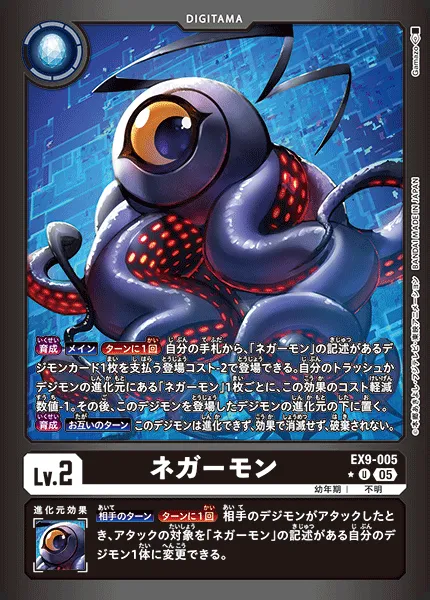 DIGITAMA
Gunnazo
育成 メイン ターンに1回 自分の手札から、「ネガーモン」の記述があるデ
ジモンカード1枚を支払う登場コスト-2で登場できる。自分のトラッシュか
デジモンの進化元にある「ネガーモン」1枚ごとに、この効果のコスト軽減
数値-1。その後、このデジモンを登場したデジモンの進化元の下に置く。
育成 お互いのターン このデジモンは進化できず、効果で消滅せず、破棄されない。
BANDAI MADE IN JAPAN
Lv.2
ネガーモン
EX9-005
U 05
幼年期 | 不明
進化元効果
相手のターン ターンに1回 相手のデジモンがアタックしたと
き、アタックの対象を「ネガーモン」の記述がある自分のデ
ジモン1体に変更できる。